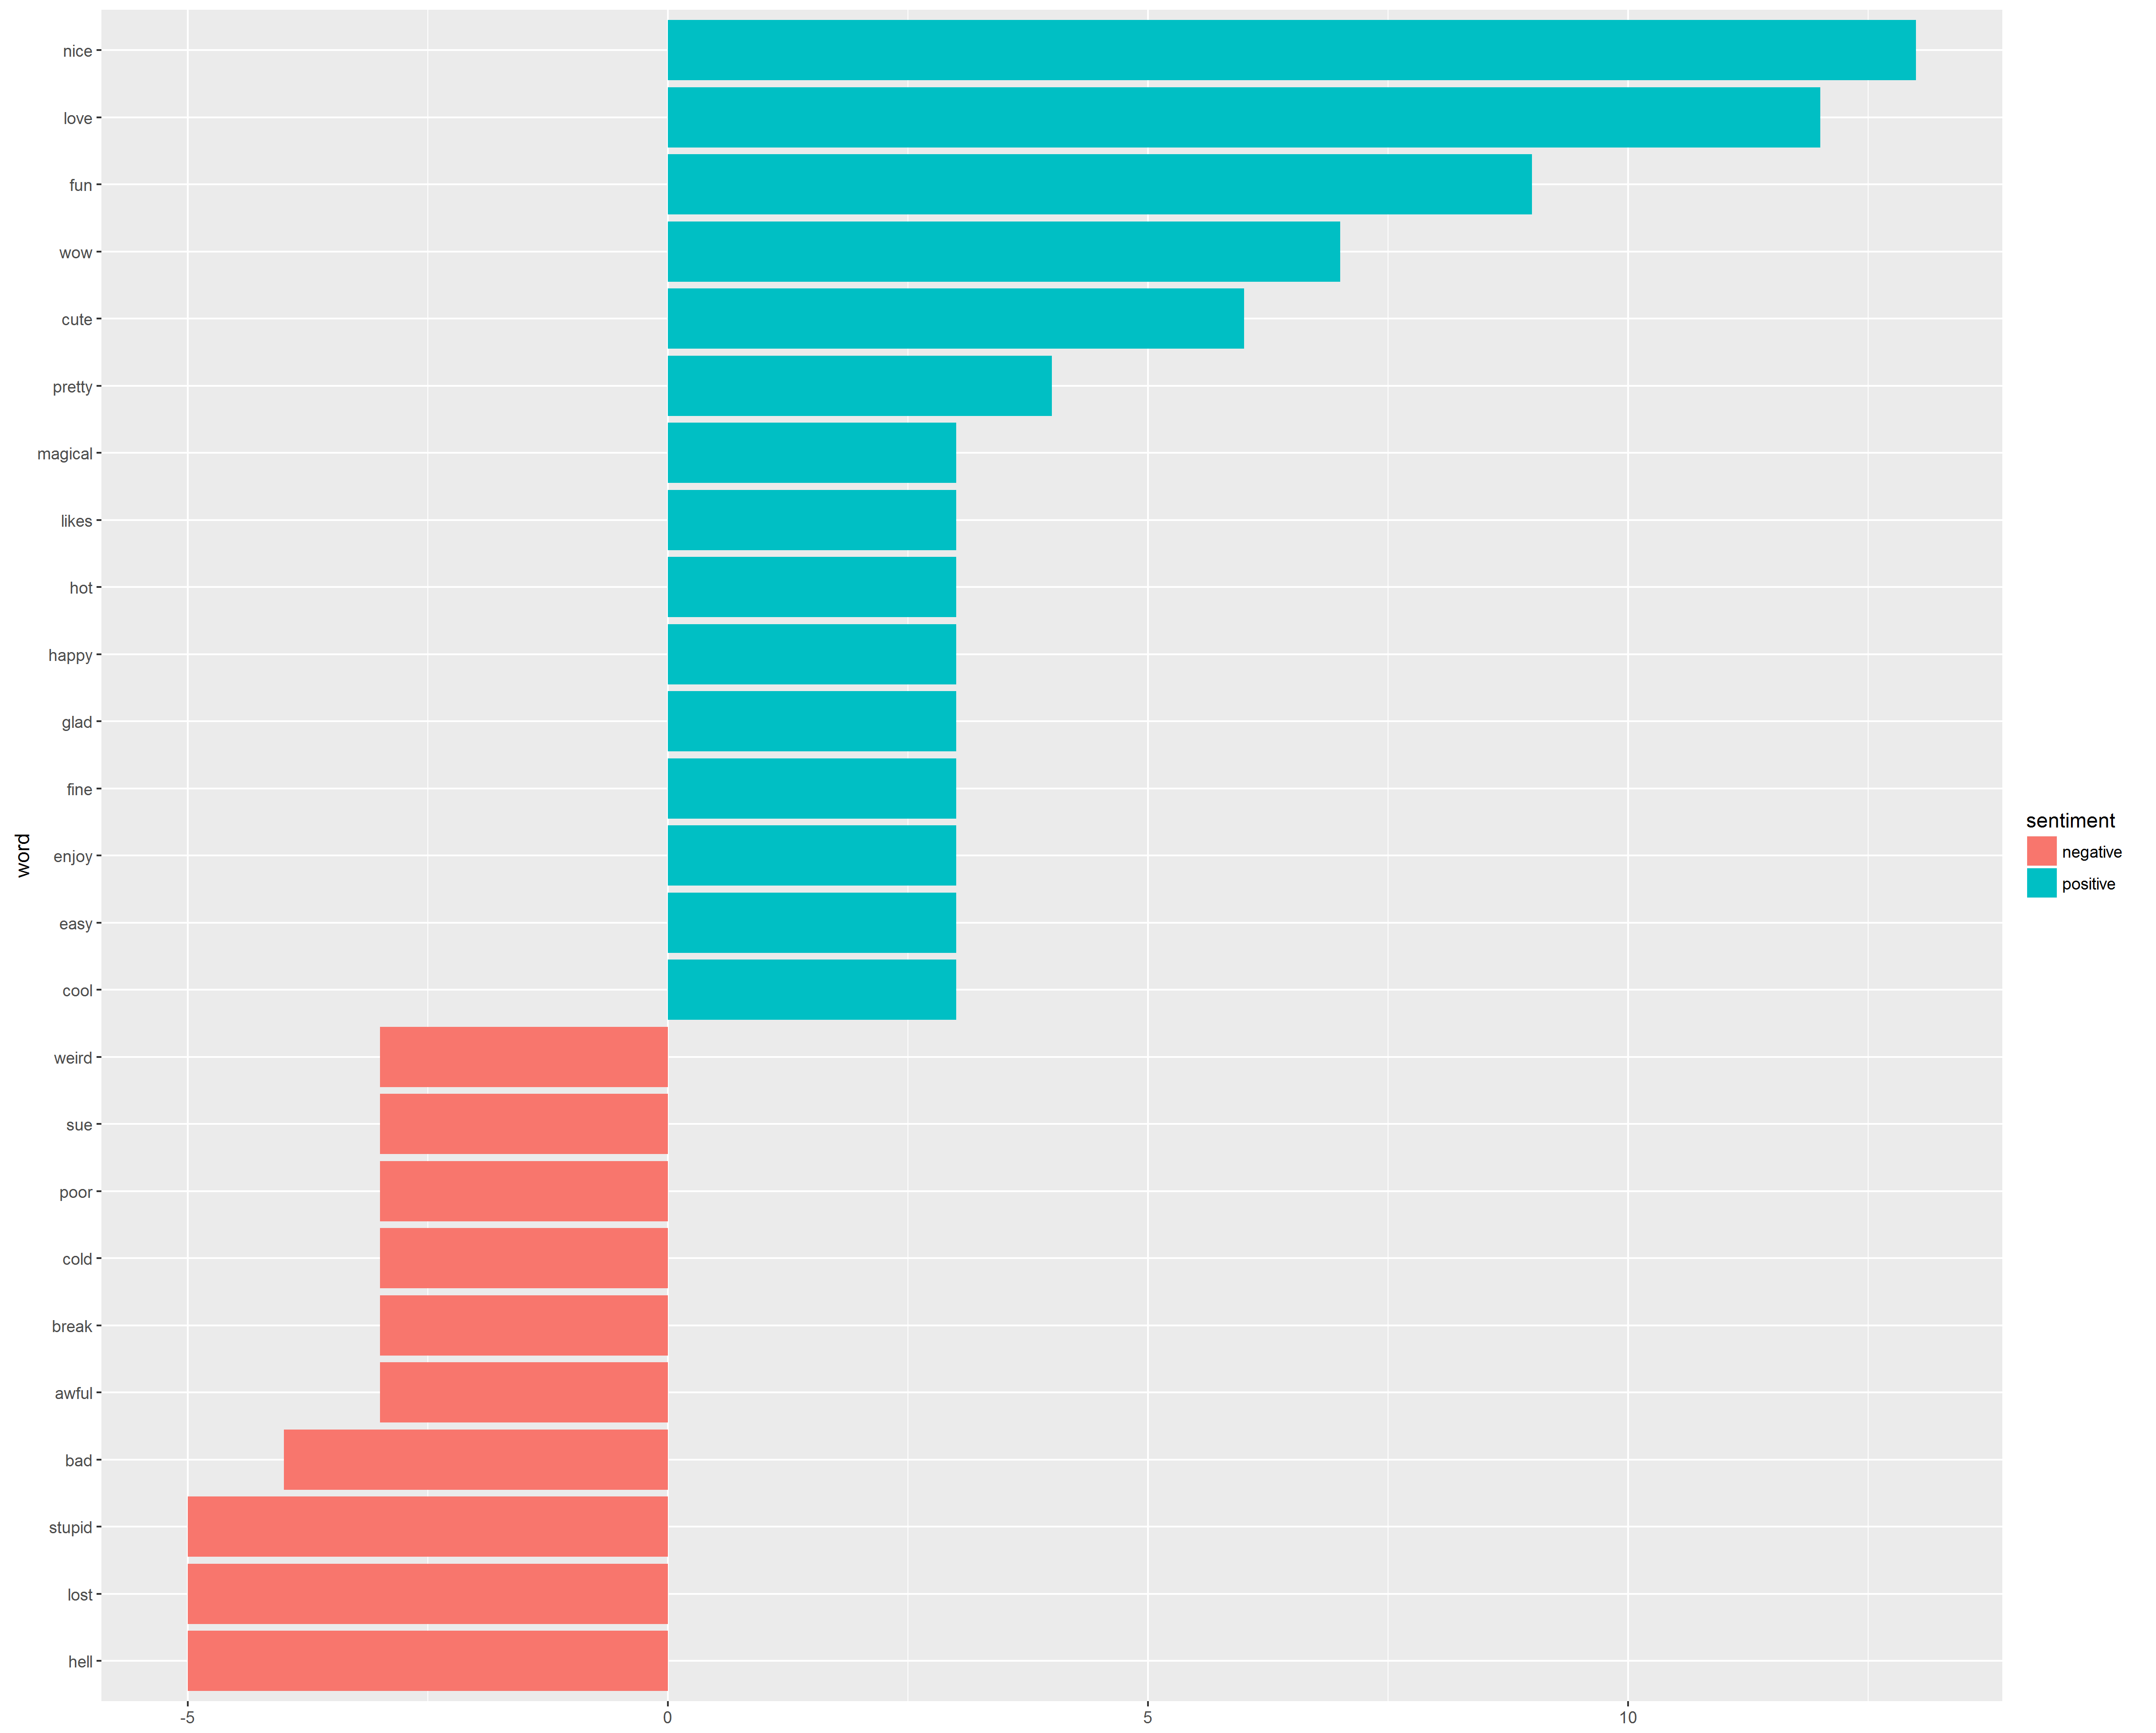 nice
love
fun
wow
cute
pretty
magical
likes
hot
happy
glad
fine
enjoy
easy
cool
weird
sue
poor
cold
break
awful
bad
stupid
lost
hell
word
-5 0 5 10
sentiment
negative
positive